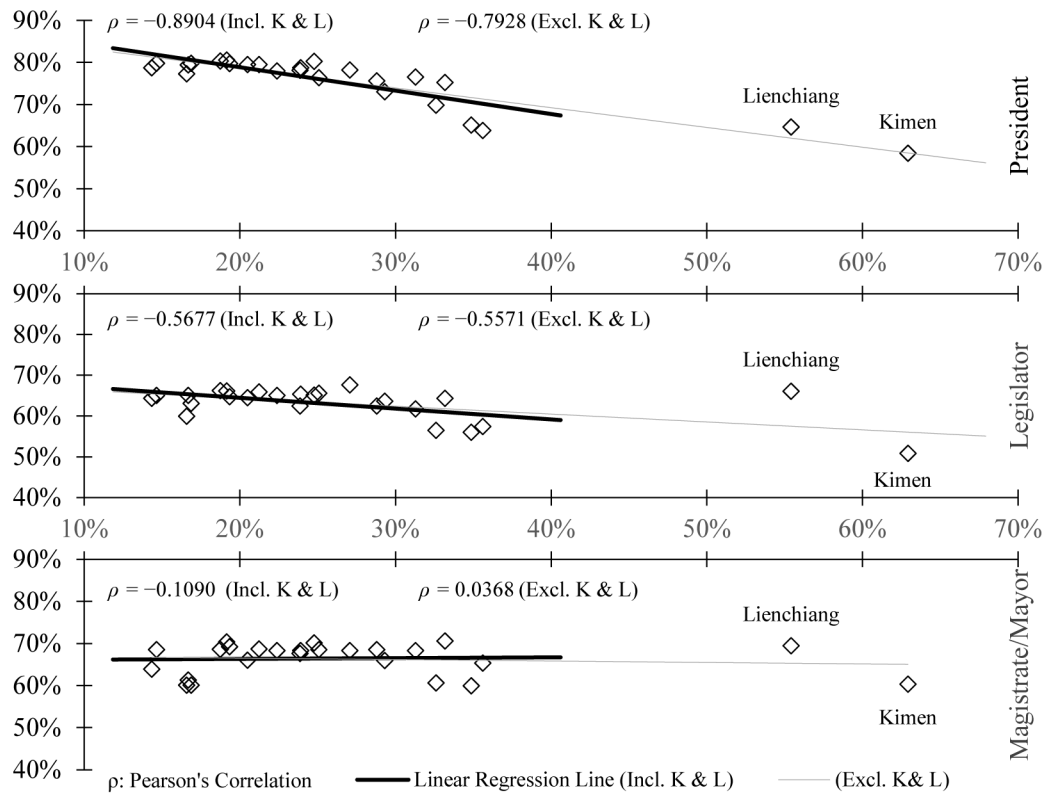 90%
ρ = −0.8904 (Incl. K & L) ρ = −0.7928 (Excl. K & L)
80%
Lienchiang
70%
Kimen
60%
50%
40%
10% 20% 30% 40% 50% 60% 70%
President
90%
ρ = −0.5677 (Incl. K & L) ρ = −0.5571 (Excl. K & L)
80%
Lienchiang
70%
60%
50%
Kimen
40%
10% 20% 30% 40% 50% 60% 70%
Legislator
90%
ρ = −0.1090 (Incl. K & L) ρ = 0.0368 (Excl. K & L)
80%
Lienchiang
70%
60%
Kimen
50%
40%
Magistrate/Mayor
ρ: Pearson's Correlation Linear Regression Line (Incl. K & L) (Excl. K& L)